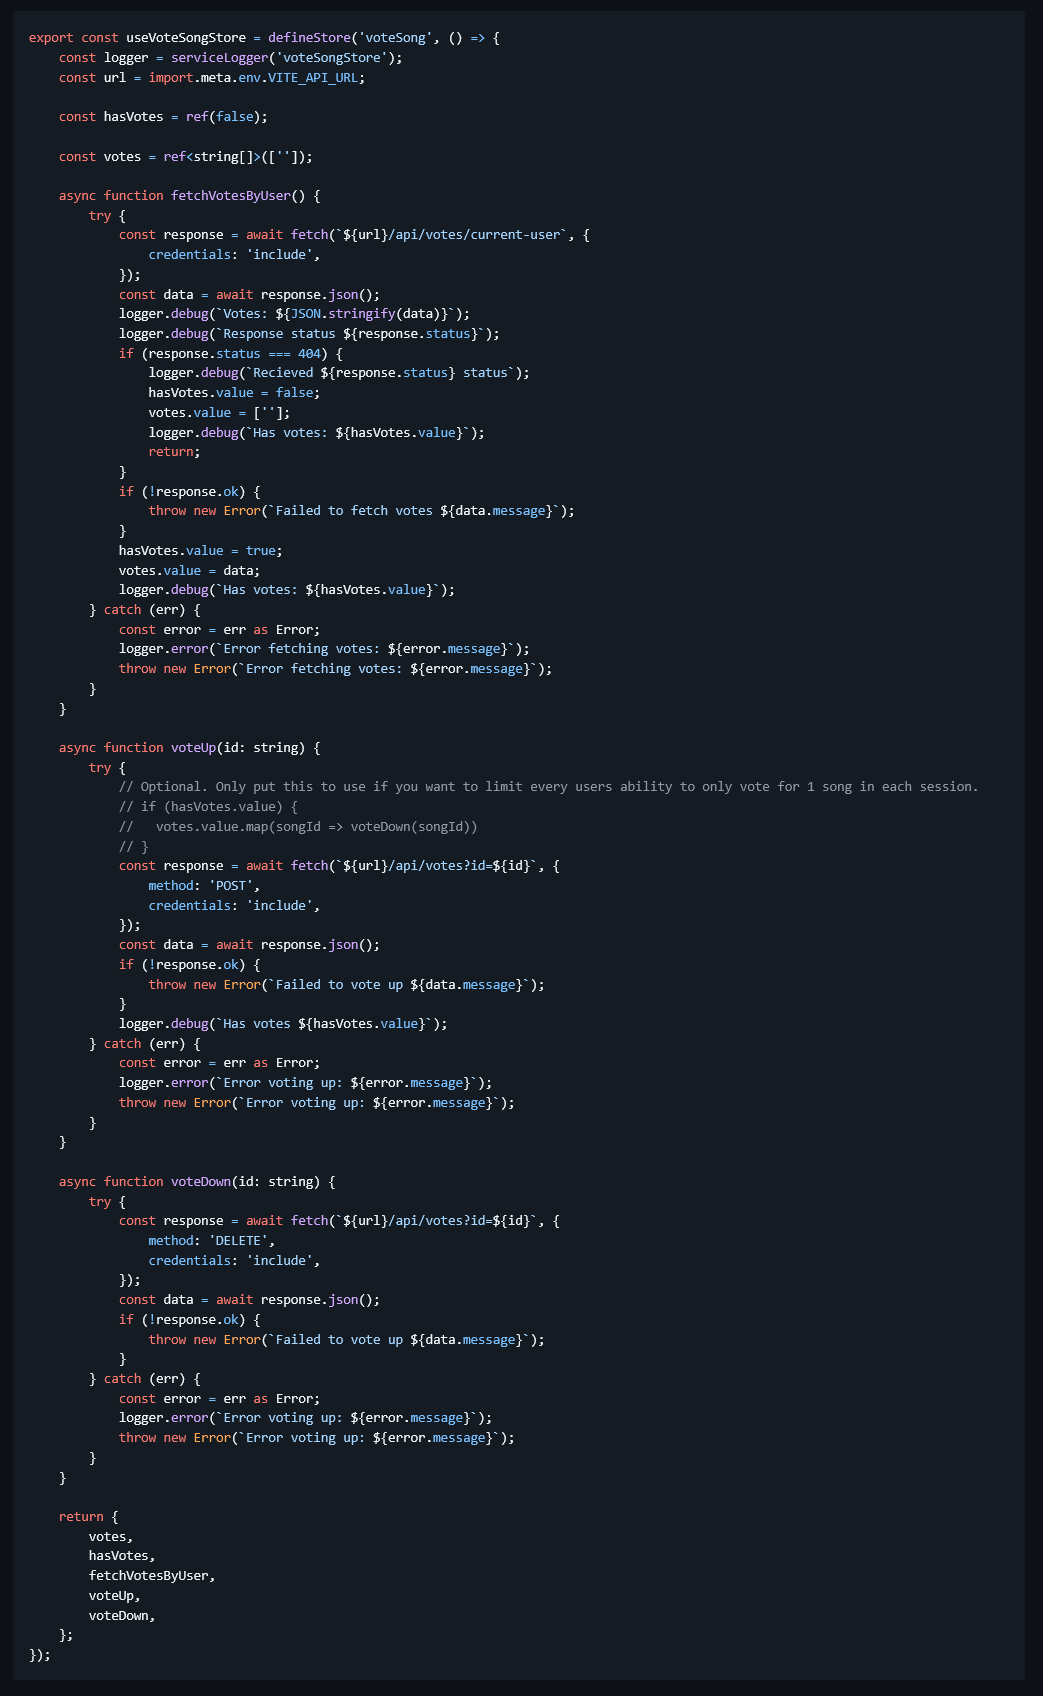 export const useVoteSongStore = defineStore('voteSong', () => {
    const logger = serviceLogger('voteSongStore');
    const url = import.meta.env.VITE_API_URL;

    const hasVotes = ref(false);

    const votes = ref<string[]>(['']);

    async function fetchVotesByUser() {
        try {
            const response = await fetch(`${url}/api/votes/current-user`, {
                credentials: 'include',
            });
            const data = await response.json();
            logger.debug(`Votes: ${JSON.stringify(data)}`);
            logger.debug(`Response status ${response.status}`);
            if (response.status === 404) {
                logger.debug(`Recieved ${response.status} status`);
                hasVotes.value = false;
                votes.value = [''];
                logger.debug(`Has votes: ${hasVotes.value}`);
                return;
            }
            if (!response.ok) {
                throw new Error(`Failed to fetch votes ${data.message}`);
            }
            hasVotes.value = true;
            votes.value = data;
            logger.debug(`Has votes: ${hasVotes.value}`);
        } catch (err) {
            const error = err as Error;
            logger.error(`Error fetching votes: ${error.message}`);
            throw new Error(`Error fetching votes: ${error.message}`);
        }
    }

    async function voteUp(id: string) {
        try {
            // Optional. Only put this to use if you want to limit every users ability to only vote for 1 song in each session.
            // if (hasVotes.value) {
            //   votes.value.map(songId => voteDown(songId))
            // }
            const response = await fetch(`${url}/api/votes?id=${id}`, {
                method: 'POST',
                credentials: 'include',
            });
            const data = await response.json();
            if (!response.ok) {
                throw new Error(`Failed to vote up ${data.message}`);
            }
            logger.debug(`Has votes ${hasVotes.value}`);
        } catch (err) {
            const error = err as Error;
            logger.error(`Error voting up: ${error.message}`);
            throw new Error(`Error voting up: ${error.message}`);
        }
    }

    async function voteDown(id: string) {
        try {
            const response = await fetch(`${url}/api/votes?id=${id}`, {
                method: 'DELETE',
                credentials: 'include',
            });
            const data = await response.json();
            if (!response.ok) {
                throw new Error(`Failed to vote up ${data.message}`);
            }
        } catch (err) {
            const error = err as Error;
            logger.error(`Error voting up: ${error.message}`);
            throw new Error(`Error voting up: ${error.message}`);
        }
    }

    return {
        votes,
        hasVotes,
        fetchVotesByUser,
        voteUp,
        voteDown,
    };
});